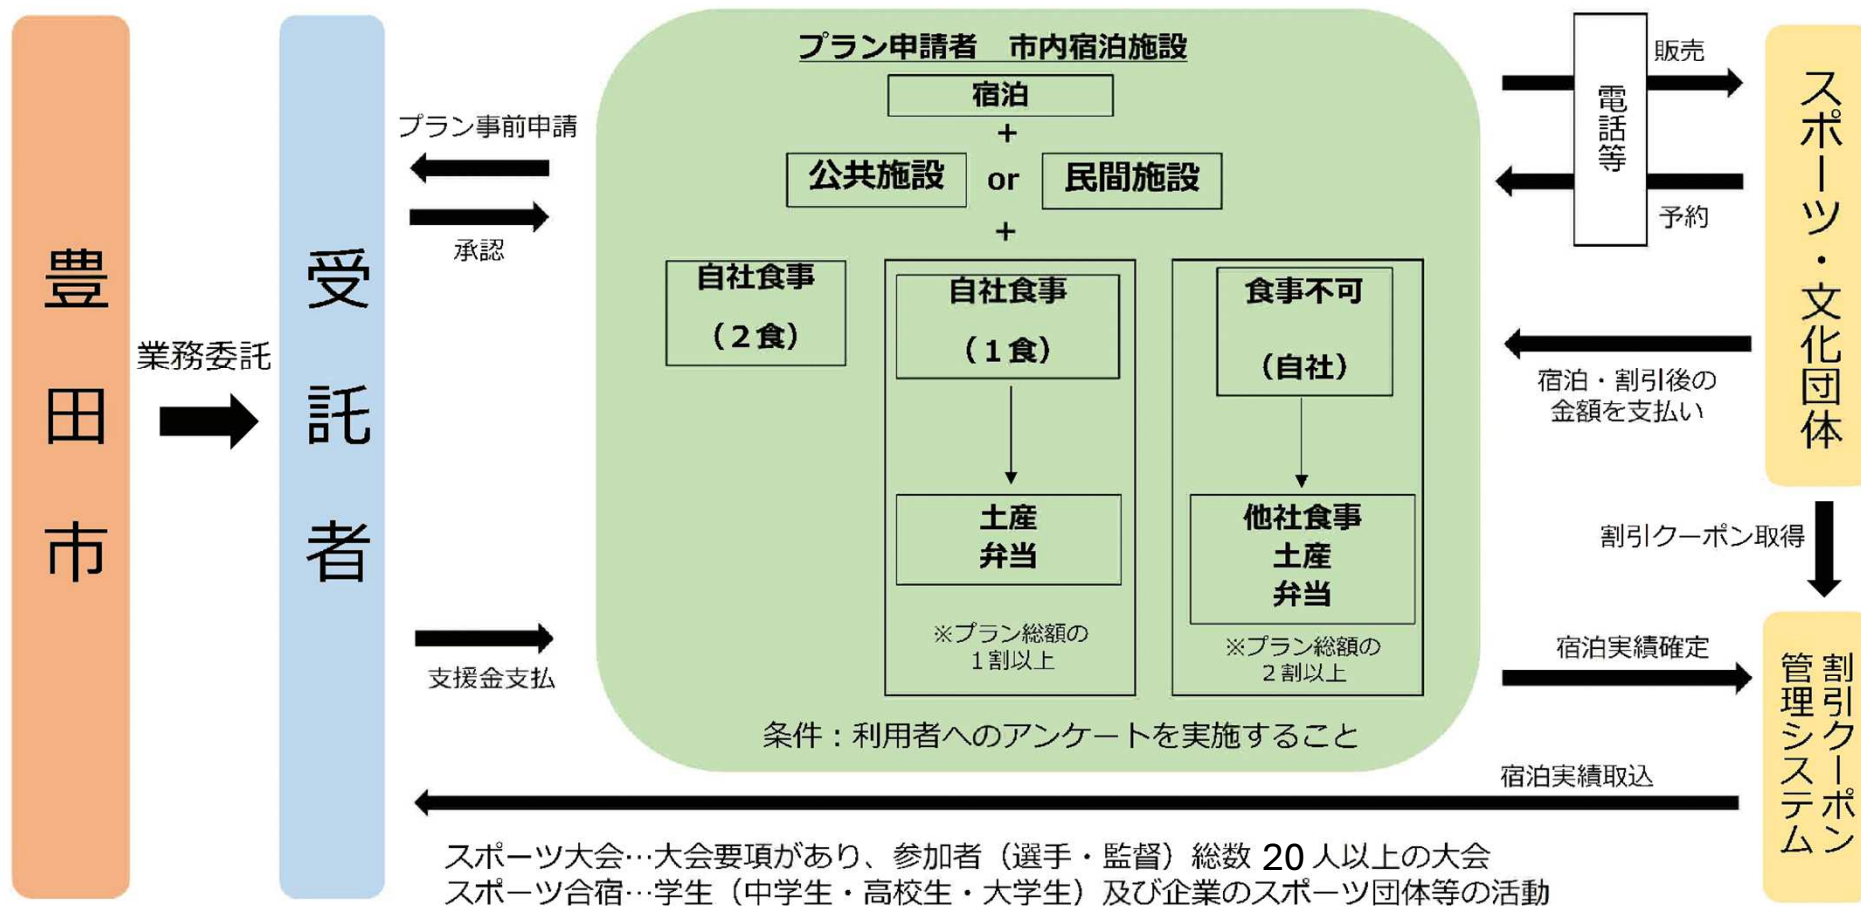 豊田市
業務委託
受託者
プラン事前申請
承認
支援金支払
プラン申請者　市内宿泊施設
宿泊
+
公共施設 or 民間施設
+
自社食事
（２食）
自社食事
（１食）
土産
弁当
※プラン総額の
１割以上
食事不可
（自社）
他社食事
土産
弁当
※プラン総額の
２割以上
条件：利用者へのアンケートを実施すること
電話等
販売
予約
宿泊・割引後の
金額を支払い
スポーツ・文化団体
割引クーポン取得
宿泊実績確定
割引クーポン
管理システム
宿泊実績取込
スポーツ大会…大会要項があり、参加者（選手・監督）総数 20 人以上の大会
スポーツ合宿…学生（中学生・高校生・大学生）及び企業のスポーツ団体等の活動